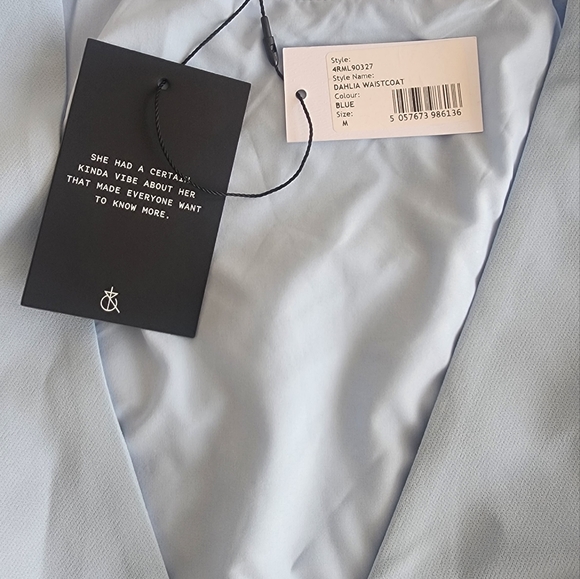 SHE HAD A CERTAIN
KINDA VIBE ABOUT HER
THAT MADE EVERYONE WANT
TO KNOW MORE.
Style:
4RML90327
Style Name:
DAHLIA WAISTCOAT
Colour:
BLUE
Size:
M
5 057673 986136